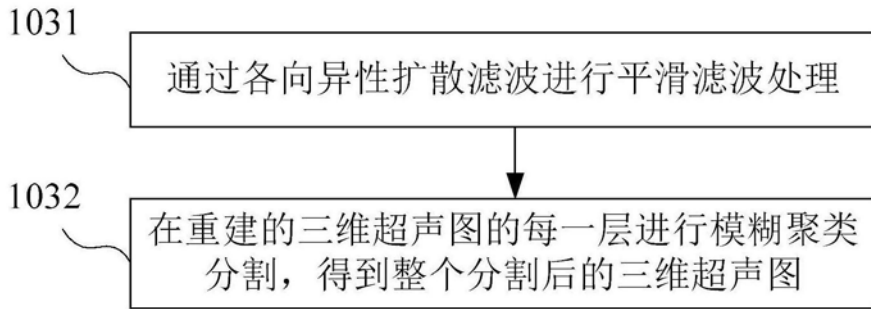 1031
通过各向异性扩散滤波进行平滑滤波处理
1032
在重建的三维超声图的每一层进行模糊聚类
分割，得到整个分割后的三维超声图